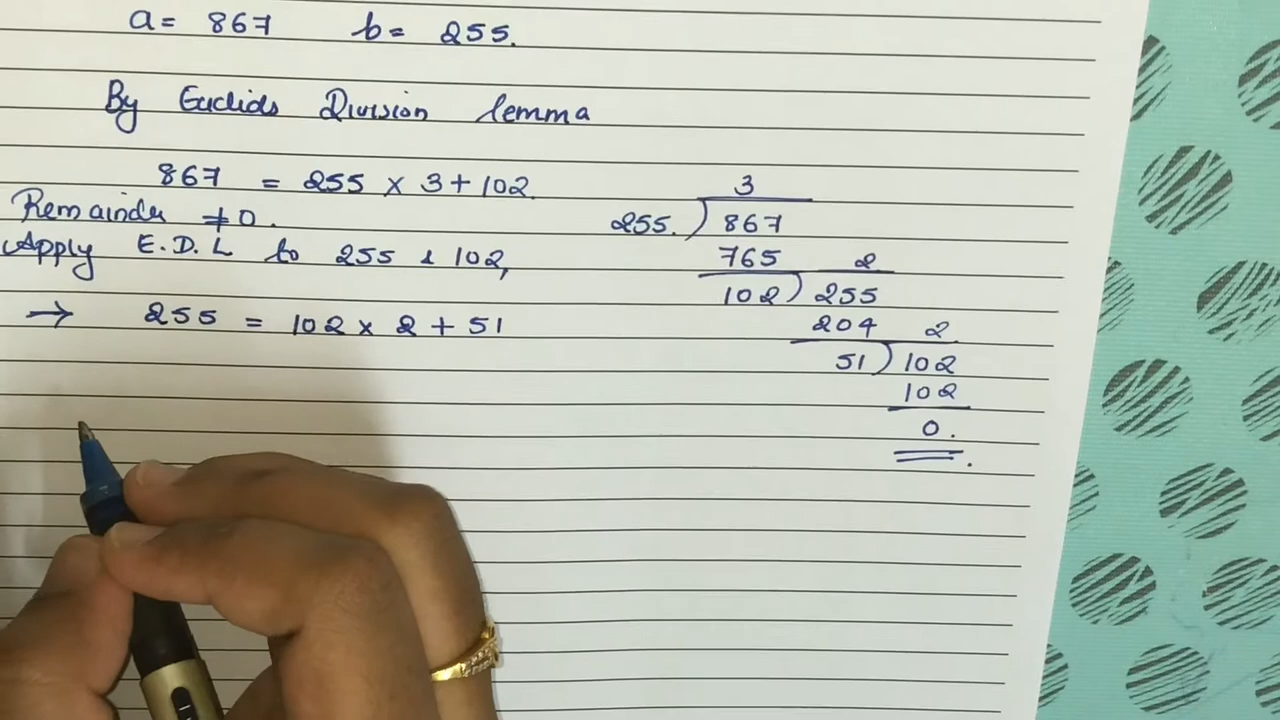 a = 867 b = 255.
By Euclids Division lemma
867 = 255 x 3 + 102
Remainder ≠ 0.
Apply E.D.L to 255 & 102,
→ 255 = 102 x 2 + 51
3
255. ) 867
765 2
102 ) 255
204 2
51 ) 102
102
0.